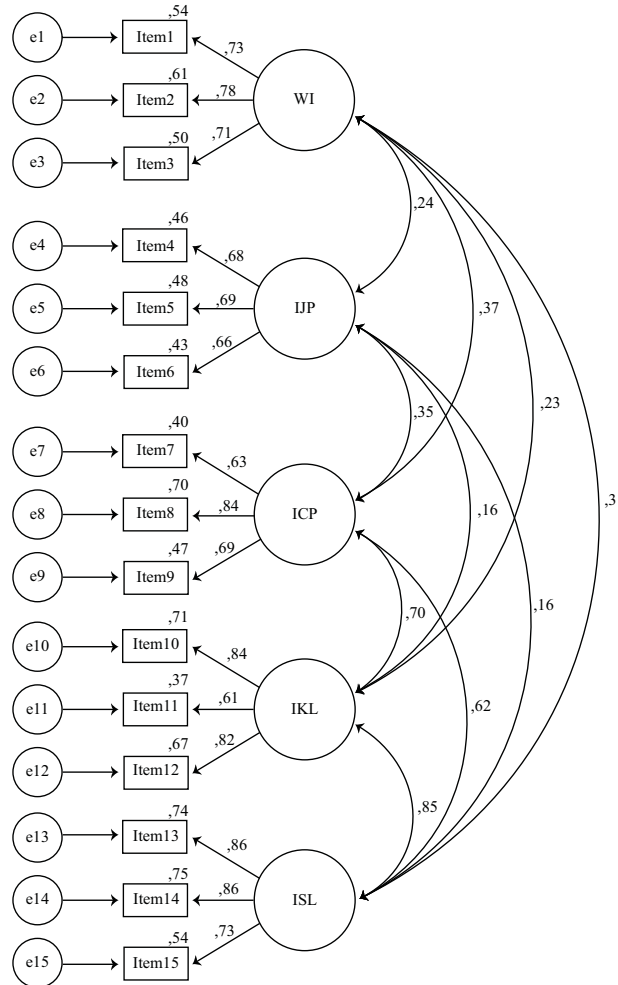 ,54
e1 Item1 ,73
,61
e2 Item2 ,78 WI
,50
e3 Item3 ,71
,24
,46
e4 Item4 ,68
,48
e5 Item5 ,69 IJP ,37
,43
e6 Item6 ,66
,23
,35
,40
e7 Item7 ,63
,70
e8 Item8 ,84 ICP ,16 ,3
,47
e9 Item9 ,69
,16
,70
,71
e10 Item10 ,84
,37
e11 Item11 ,61 IKL ,62
,67
e12 Item12 ,82
,85
,74
e13 Item13 ,86
,75
e14 Item14 ,86 ISL
,54
e15 Item15 ,73